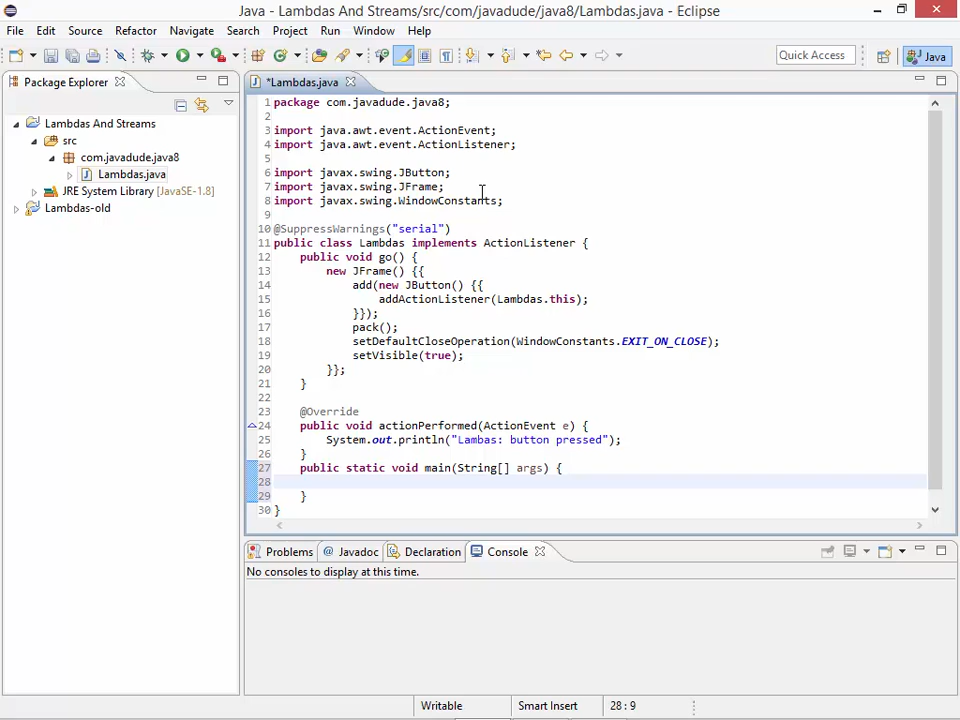 Java - Lambdas And Streams/src/com/javadude/java8/Lambdas.java - Eclipse
File Edit Source Refactor Navigate Search Project Run Window Help
Quick Access Java
Package Explorer
*Lambdas.java
Lambdas And Streams
src
com.javadude.java8
Lambdas.java
JRE System Library [JavaSE-1.8]
Lambdas-old
1 package com.javadude.java8;
2
3 import java.awt.event.ActionEvent;
4 import java.awt.event.ActionListener;
5
6 import javax.swing.JButton;
7 import javax.swing.JFrame;
8 import javax.swing.WindowConstants;
9
10 @SuppressWarnings("serial")
11 public class Lambdas implements ActionListener {
12 public void go() {
13 new JFrame() {{
14 add(new JButton() {{
15 addActionListener(Lambdas.this);
16 }});
17 pack();
18 setDefaultCloseOperation(WindowConstants.EXIT_ON_CLOSE);
19 setVisible(true);
20 }};
21 }
22
23 @Override
24 public void actionPerformed(ActionEvent e) {
25 System.out.println("Lambas: button pressed");
26 }
27 public static void main(String[] args) {
28
29 }
30 }
Problems @ Javadoc Declaration Console
No consoles to display at this time.
Writable Smart Insert 28:9